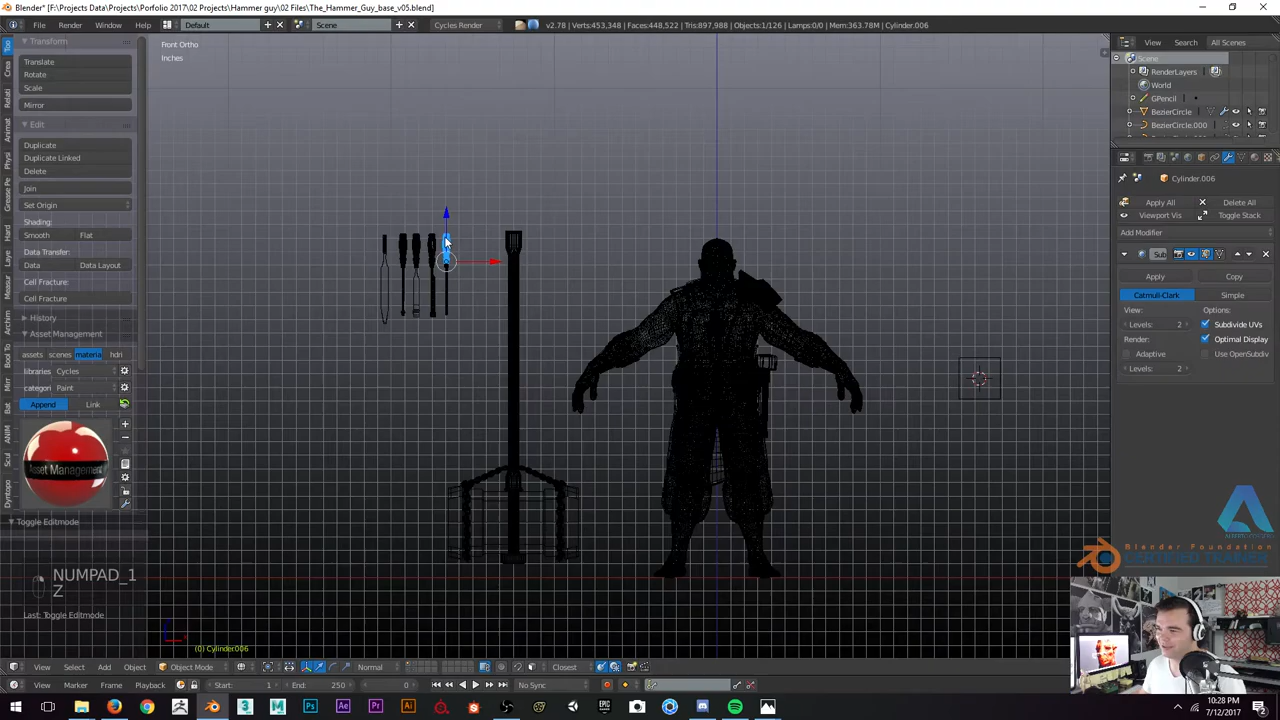 Blender* [F:\Projects\Projects Data\Porfolio 2017\02 Projects\Hammer guy\02 Files\The_Hammer_Guy_base_v05.blend]
File Render Window Help Default Scene Cycles Render v2.78 | Verts:453,348 | Faces:448,522 | Tris:897,988 | Objects:1/126 | Lamps:0/0 | Mem:363.78M | Cylinder.006
Transform
Translate
Rotate
Scale
Mirror
Edit
Duplicate
Duplicate Linked
Delete
Join
Set Origin
Shading:
Smooth Flat
Data Transfer:
Data Data Layout
Cell Fracture:
Cell Fracture
History
Asset Management
assets scenes materia hdri
libraries Cycles
categori Paint
Append Link
Asset Management
Toggle Editmode
NUMPAD_1
Z
Last: Toggle Editmode
Front Ortho
Inches
(0) Cylinder.006
View Search All Scenes
Scene
RenderLayers
World
GPencil
BezierCircle
BezierCircle.000
Cylinder.006
Apply All Delete All
Viewport Vis Toggle Stack
Add Modifier
Sub
Apply Copy
Catmull-Clark Simple
View: Options:
Levels: 2 Subdivide UVs
Render: Optimal Display
Adaptive Use OpenSubdiv
Levels: 2
Blender Foundation
View Select Add Object Object Mode Normal Closest
View Marker Frame Playback Start: 1 End: 250 0 No Sync
10:28 PM
7/12/2017